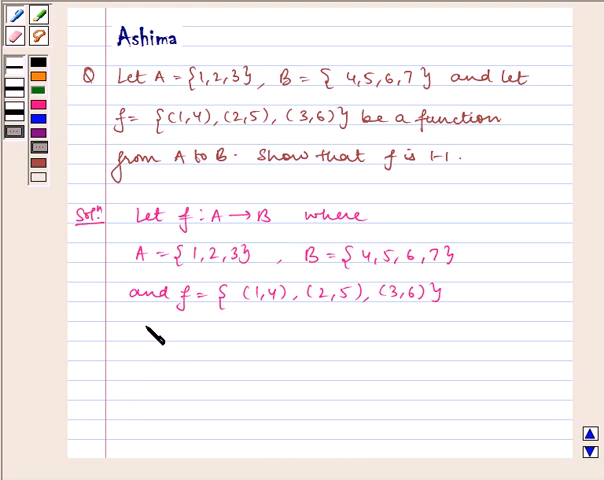 Ashima
Q Let A = {1,2,3}, B = { 4,5,6,7 } and let
f = {(1,4), (2,5), (3,6)} be a function
from A to B. Show that f is 1-1.
Solⁿ Let f : A → B where
A = {1,2,3}, B = {4,5,6,7}
and f = { (1,4), (2,5), (3,6)}